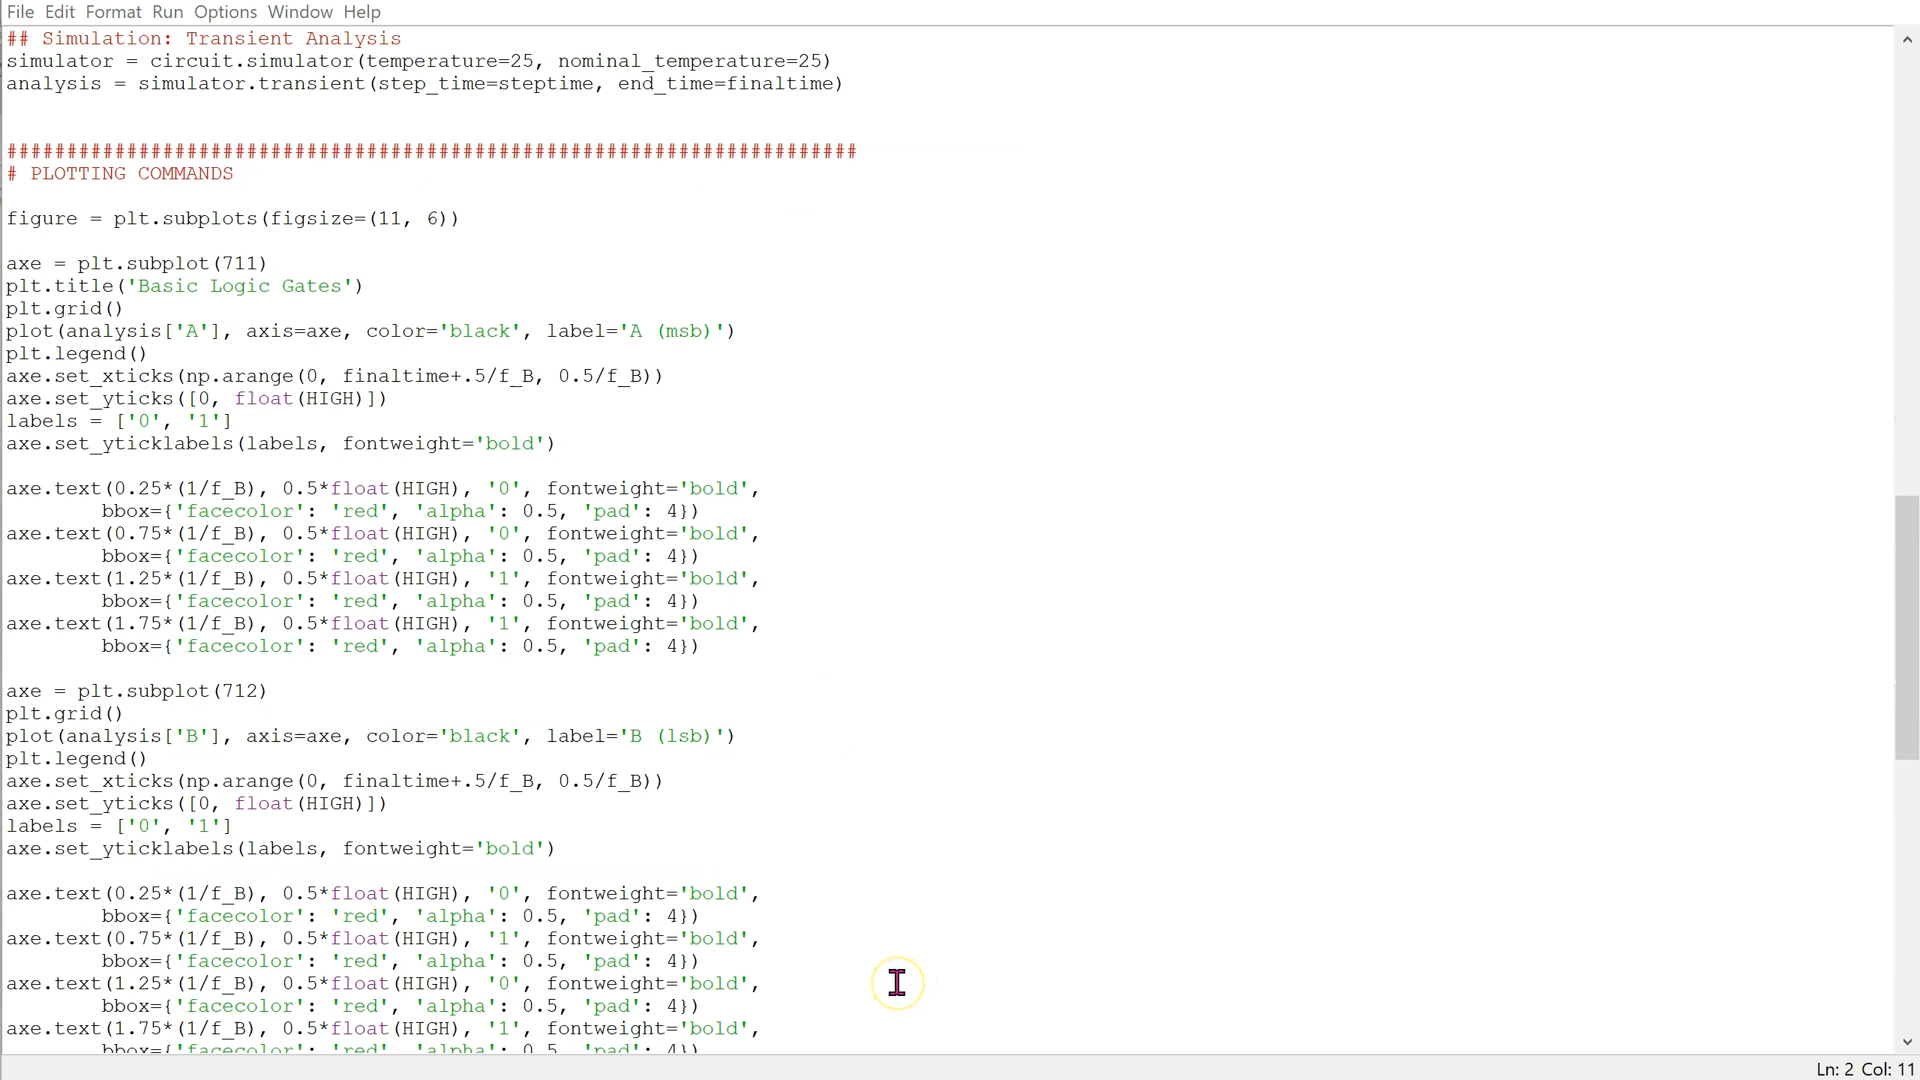 File Edit Format Run Options Window Help
## Simulation: Transient Analysis
simulator = circuit.simulator(temperature=25, nominal_temperature=25)
analysis = simulator.transient(step_time=steptime, end_time=finaltime)
#######################################################################
# PLOTTING COMMANDS
figure = plt.subplots(figsize=(11, 6))
axe = plt.subplot(711)
plt.title('Basic Logic Gates')
plt.grid()
plot(analysis['A'], axis=axe, color='black', label='A (msb)')
plt.legend()
axe.set_xticks(np.arange(0, finaltime+.5/f_B, 0.5/f_B))
axe.set_yticks([0, float(HIGH)])
labels = ['0', '1']
axe.set_yticklabels(labels, fontweight='bold')
axe.text(0.25*(1/f_B), 0.5*float(HIGH), '0', fontweight='bold',
        bbox={'facecolor': 'red', 'alpha': 0.5, 'pad': 4})
axe.text(0.75*(1/f_B), 0.5*float(HIGH), '0', fontweight='bold',
        bbox={'facecolor': 'red', 'alpha': 0.5, 'pad': 4})
axe.text(1.25*(1/f_B), 0.5*float(HIGH), '1', fontweight='bold',
        bbox={'facecolor': 'red', 'alpha': 0.5, 'pad': 4})
axe.text(1.75*(1/f_B), 0.5*float(HIGH), '1', fontweight='bold',
        bbox={'facecolor': 'red', 'alpha': 0.5, 'pad': 4})
axe = plt.subplot(712)
plt.grid()
plot(analysis['B'], axis=axe, color='black', label='B (lsb)')
plt.legend()
axe.set_xticks(np.arange(0, finaltime+.5/f_B, 0.5/f_B))
axe.set_yticks([0, float(HIGH)])
labels = ['0', '1']
axe.set_yticklabels(labels, fontweight='bold')
axe.text(0.25*(1/f_B), 0.5*float(HIGH), '0', fontweight='bold',
        bbox={'facecolor': 'red', 'alpha': 0.5, 'pad': 4})
axe.text(0.75*(1/f_B), 0.5*float(HIGH), '1', fontweight='bold',
        bbox={'facecolor': 'red', 'alpha': 0.5, 'pad': 4})
axe.text(1.25*(1/f_B), 0.5*float(HIGH), '0', fontweight='bold',
        bbox={'facecolor': 'red', 'alpha': 0.5, 'pad': 4})
axe.text(1.75*(1/f_B), 0.5*float(HIGH), '1', fontweight='bold',
        bbox={'facecolor': 'red', 'alpha': 0.5, 'pad': 4})
Ln: 2 Col: 11